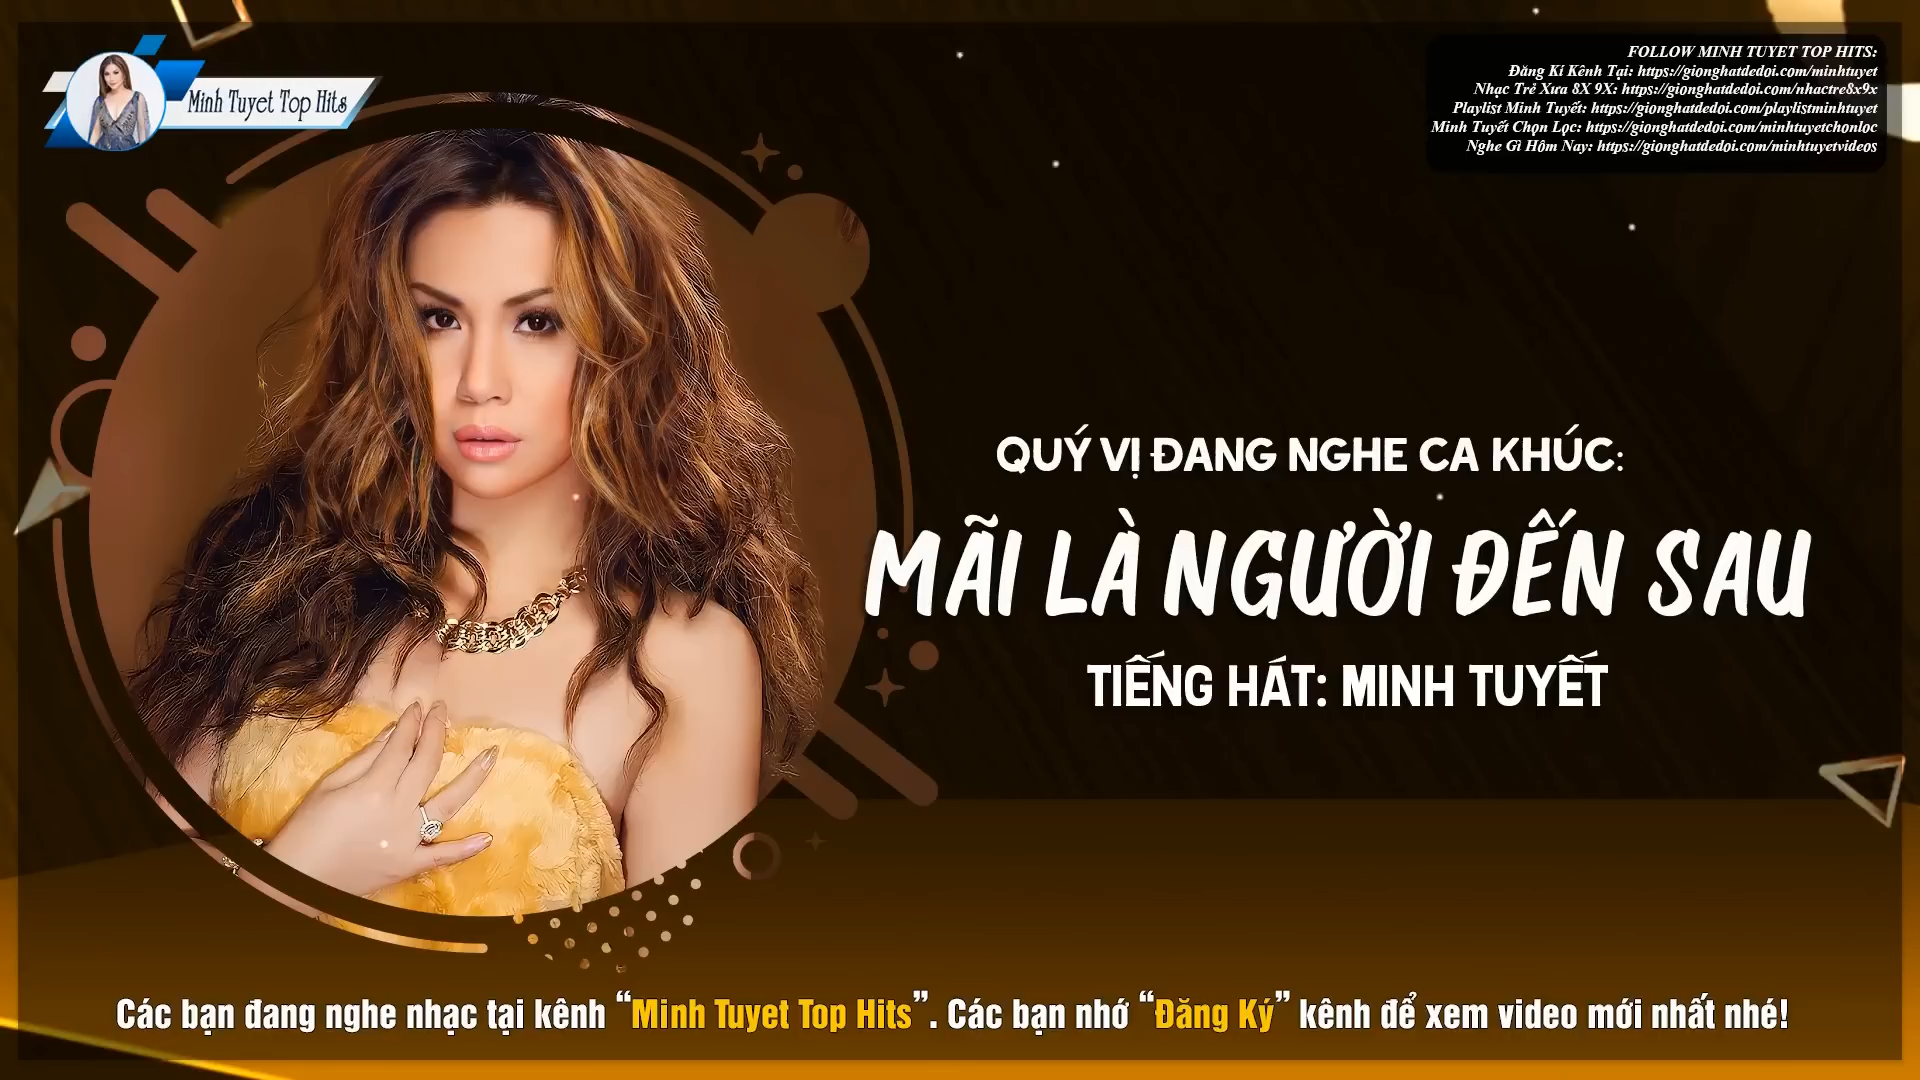 Minh Tuyet Top Hits
FOLLOW MINH TUYET TOP HITS:
Đăng Kí Kênh Tại: https://gionghatdedoi.com/minhtuyet
Nhạc Trẻ Xưa 8X 9X: https://gionghatdedoi.com/nhactre8x9x
Playlist Minh Tuyết: https://gionghatdedoi.com/playlistminhtuyet
Minh Tuyết Chọn Lọc: https://gionghatdedoi.com/minhtuyetchonloc
Nghe Gì Hôm Nay: https://gionghatdedoi.com/minhtuyetvideos
QUÝ VỊ ĐANG NGHE CA KHÚC:
MÃI LÀ NGƯỜI ĐẾN SAU
TIẾNG HÁT: MINH TUYẾT
Các bạn đang nghe nhạc tại kênh “Minh Tuyet Top Hits”. Các bạn nhớ “Đăng Ký” kênh để xem video mới nhất nhé!